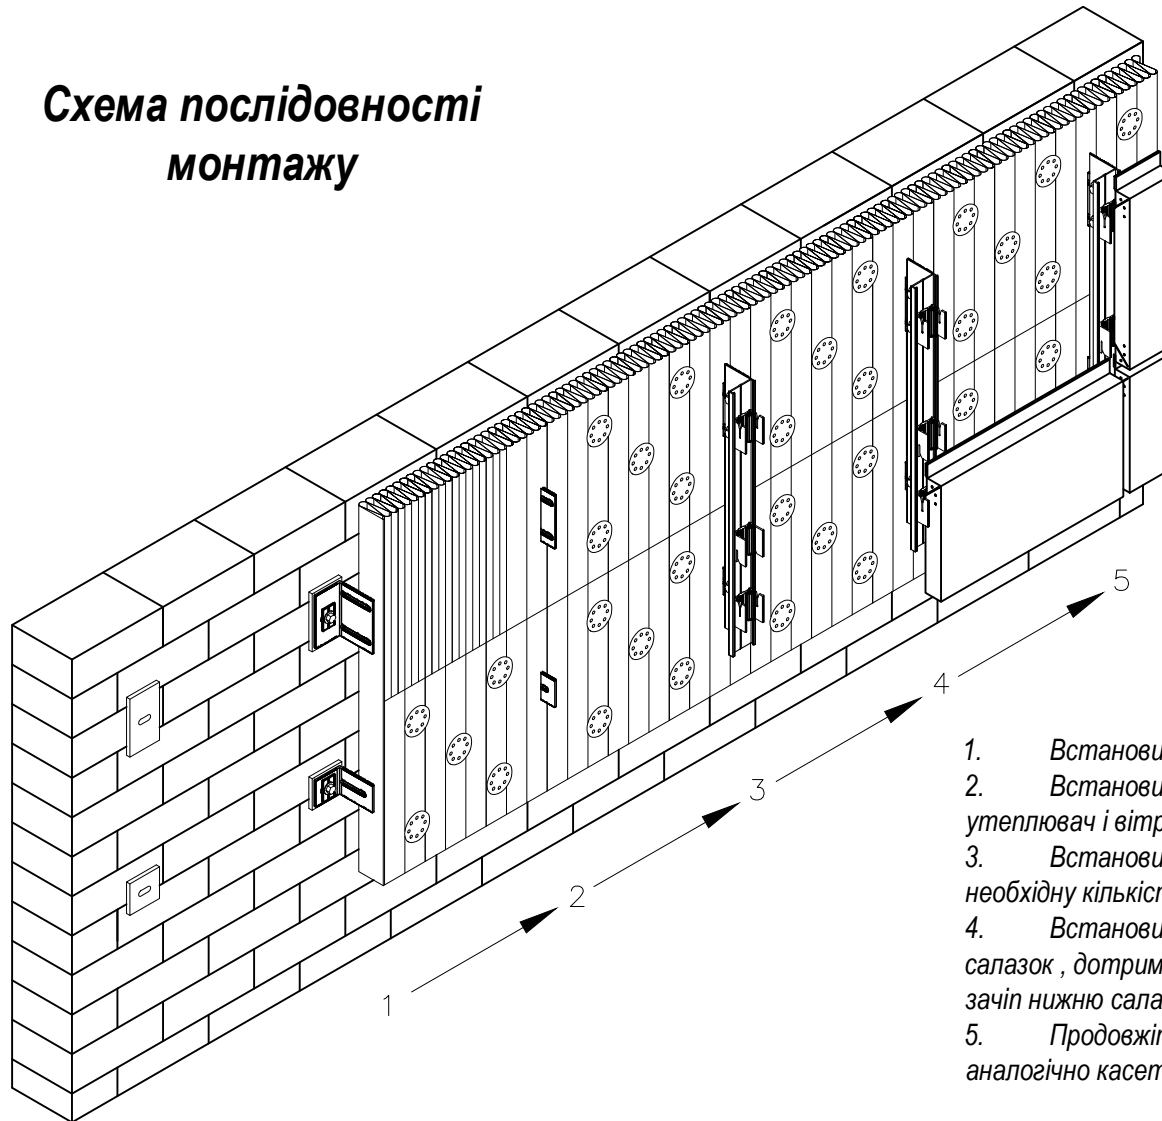 Схема послідовності
монтажу
5
4
3
2
1
1. Встанови
2. Встанови
утеплювач і вітр
3. Встанови
необхідну кількіс
4. Встанови
салазок , дотрим
зачіп нижню сала
5. Продовжі
аналогічно касет